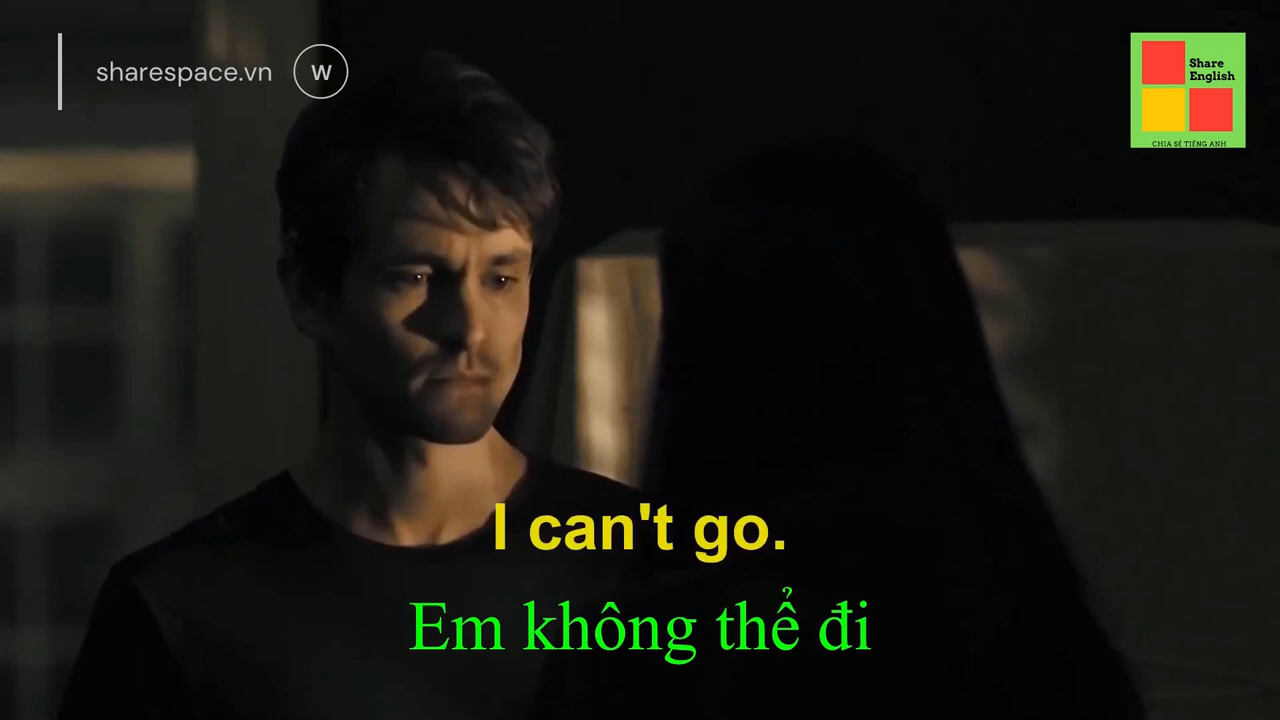 sharespace.vn
W
Share
English
CHIA SẺ TIẾNG ANH
I can't go.
Em không thể đi